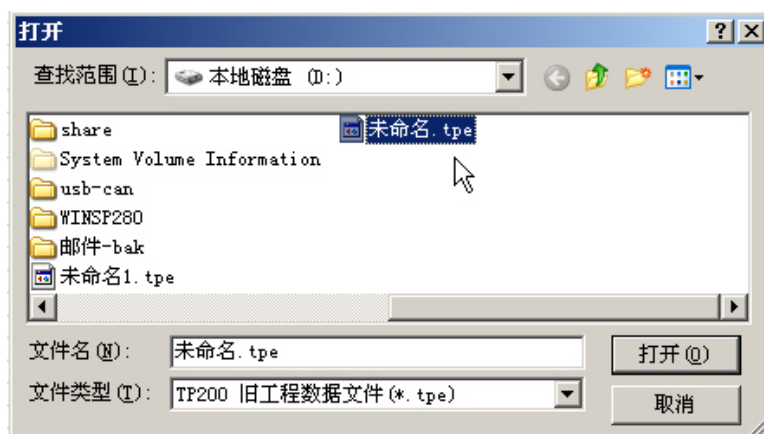 打开
查找范围(I): 本地磁盘 (D:)
share
System Volume Information
usb-can
WINSP280
邮件-bak
未命名1.tpe
未命名.tpe
文件名(N): 未命名.tpe 打开(O)
文件类型(T): TP200 旧工程数据文件(*.tpe) 取消